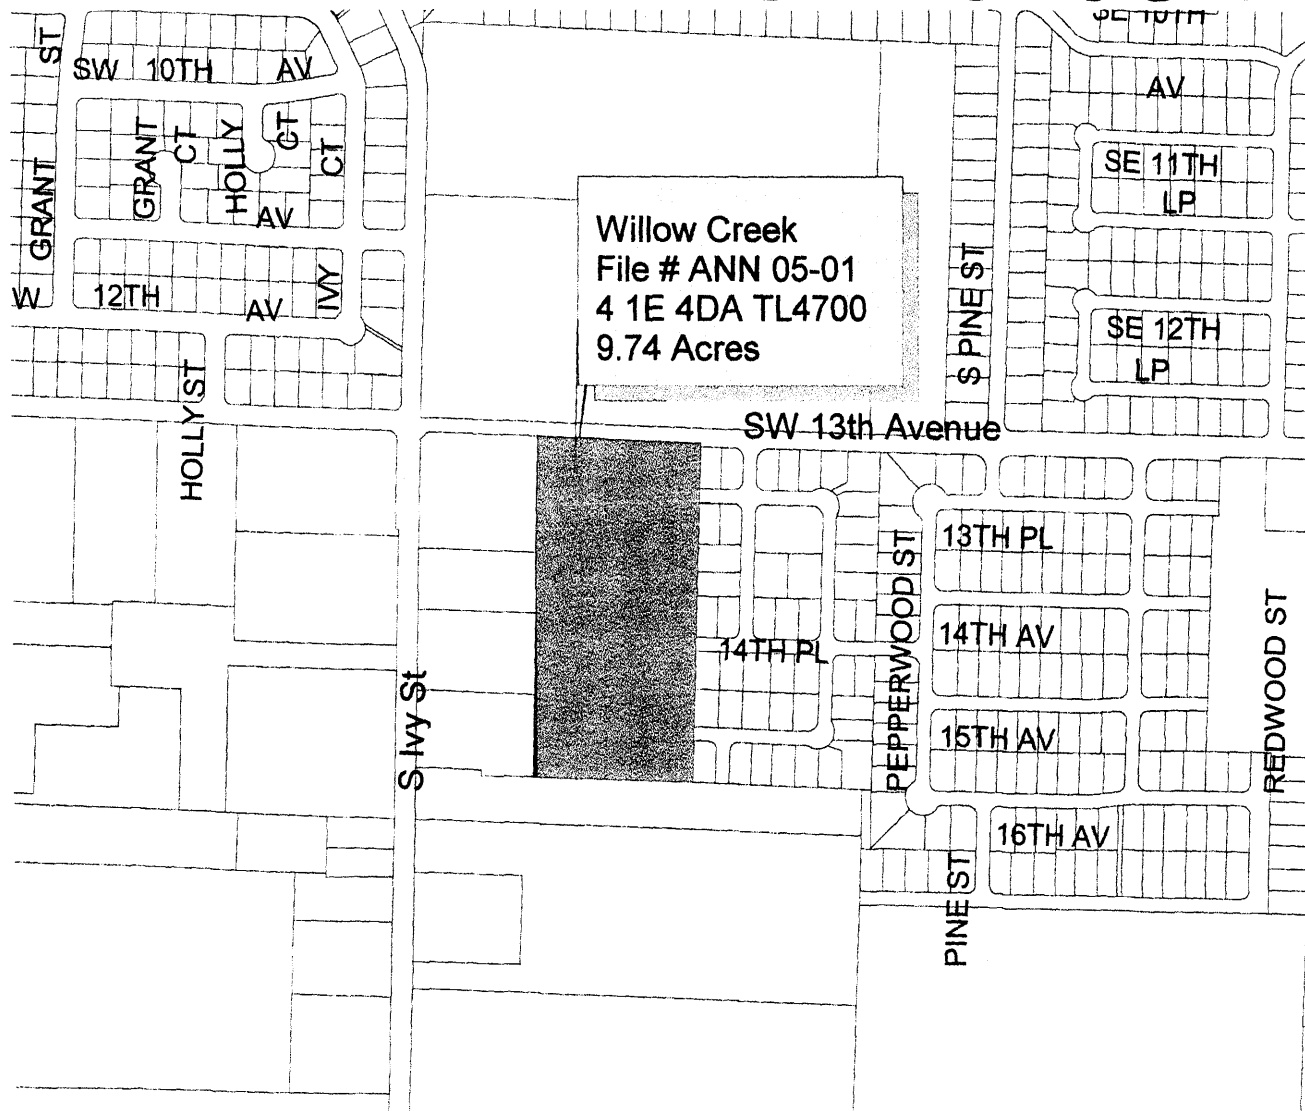 SE 10TH
AV
ST
SW 10TH AV
GRANT
CT
HOLLY
CT
CT
GRANT
AV
SE 11TH
LP
Willow Creek
File # ANN 05-01
4 1E 4DA TL4700
9.74 Acres
W
12TH
AV
IVY
S PINE ST
SE 12TH
LP
HOLLY ST
SW 13th Avenue
13TH PL
PEPPERWOOD ST
14TH AV
14TH PL
REDWOOD ST
S Ivy St
15TH AV
16TH AV
PINE ST